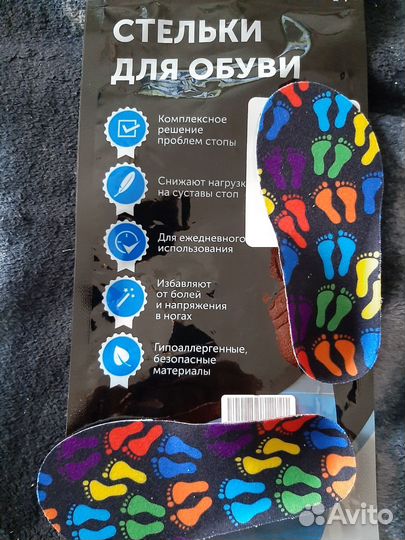 СТЕЛЬКИ
ДЛЯ ОБУВИ
Комплексное
решение
проблем стопы
Снижают нагрузк
на суставы стоп
Для ежедневного
использования
Избавляют
от болей
и напряжения
в ногах
Гипоаллергенные,
безопасные
материалы
Avito